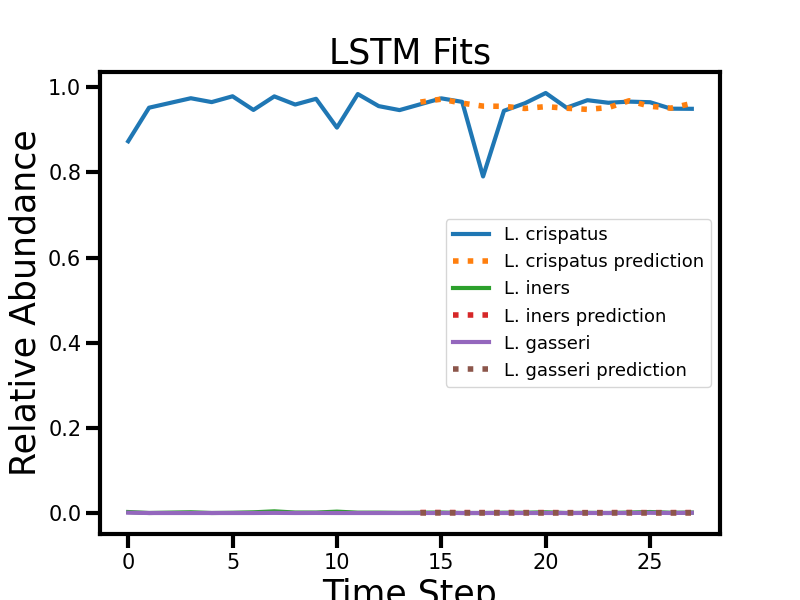 LSTM Fits
Relative Abundance
1.0
0.8
0.6
0.4
0.2
0.0
L. crispatus
L. crispatus prediction
L. iners
L. iners prediction
L. gasseri
L. gasseri prediction
0 5 10 15 20 25
Time Step